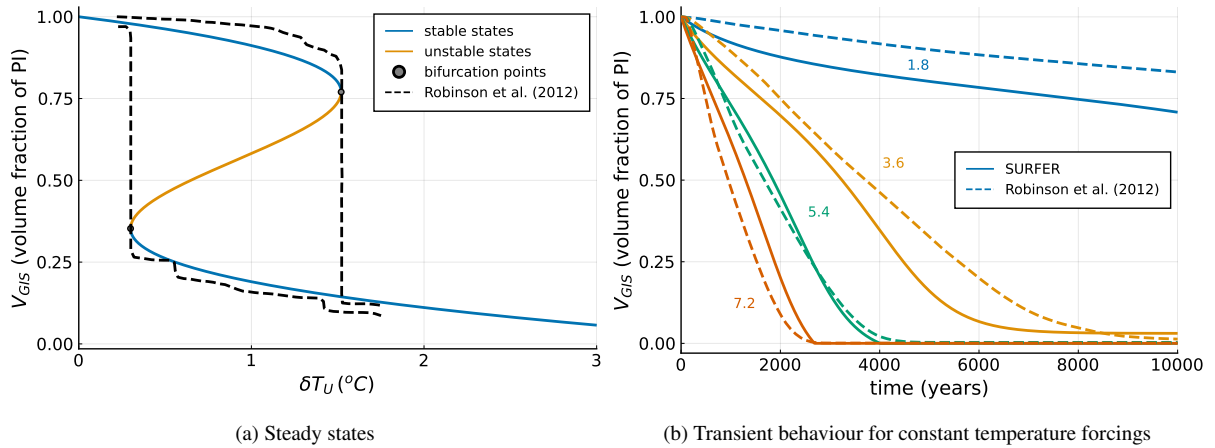 1.00
0.75
0.50
0.25
0.00
V_GIS (volume fraction of PI)
stable states
unstable states
bifurcation points
Robinson et al. (2012)
0
1
2
3
δT_U (°C)
(a) Steady states
1.00
0.75
0.50
0.25
0.00
V_GIS (volume fraction of PI)
1.8
3.6
5.4
7.2
SURFER
Robinson et al. (2012)
0
2000
4000
6000
8000
10000
time (years)
(b) Transient behaviour for constant temperature forcings